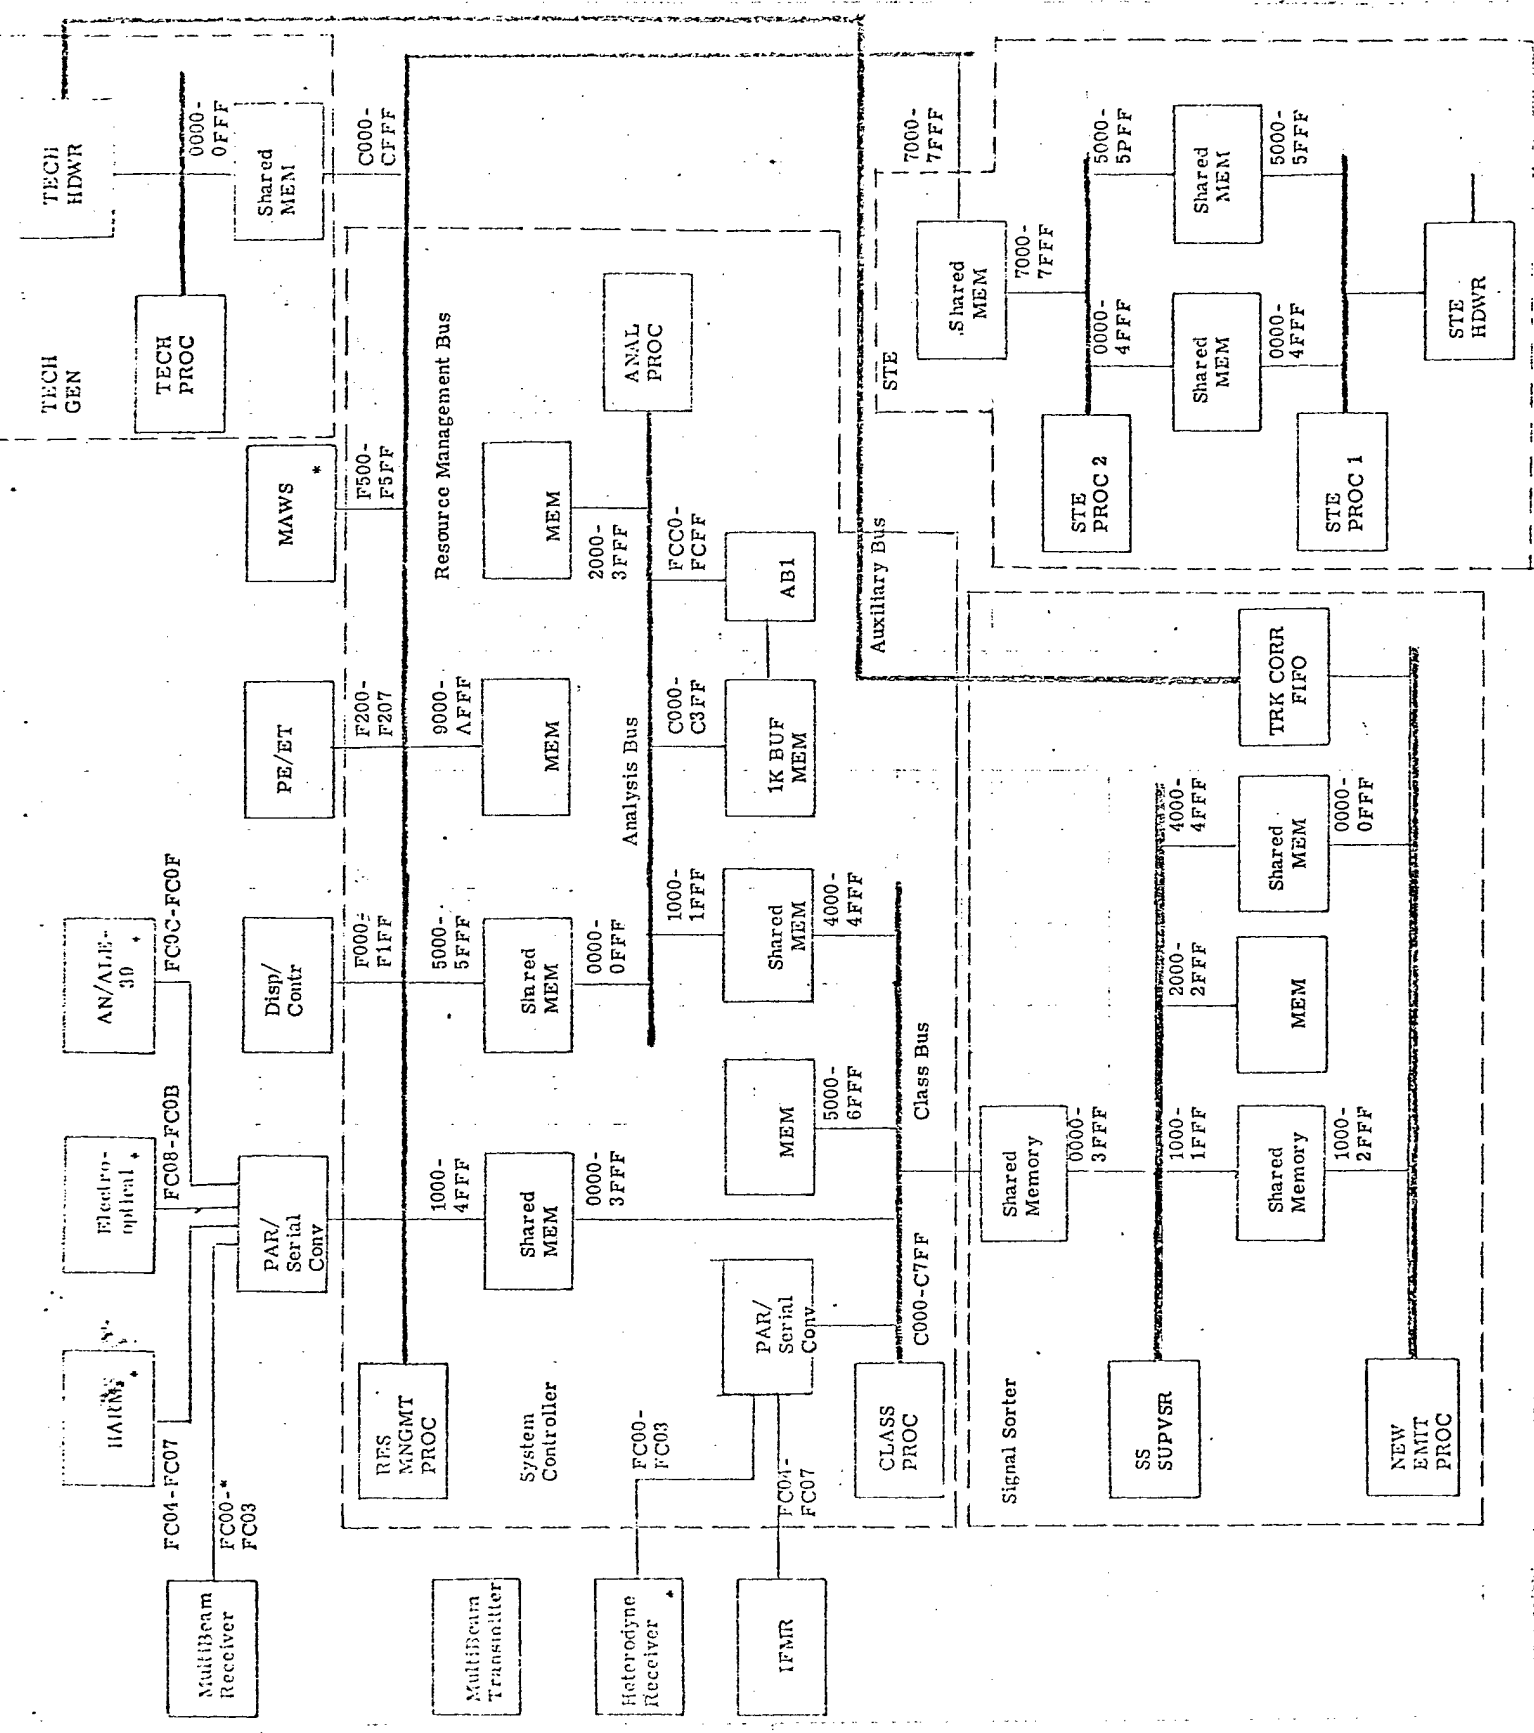 MultiBeam
Receiver
FC00-*
FC03
FC04-FC07
HARMS
*
Electro-
optical *
FC08-FC0B
AN/ALE-
39 *
FC0C-FC0F
PAR/
Serial
Conv
Disp/
Contr
F000-
F1FF
PE/ET
F200-
F207
MAWS
*
F500-
F5FF
TECH
GEN
TECH
PROC
TECH
HDWR
0000-
0FFF
Shared
MEM
C000-
CFFF
MultiBeam
Transmitter
Heterodyne
Receiver *
IFMR
FC00-
FC03
FC04-
FC07
RES
MNGMT
PROC
System
Controller
1000-
4FFF
Shared
MEM
0000-
3FFF
5000-
5FFF
Shared
MEM
0000-
0FFF
9000-
AFFF
MEM
Resource Management Bus
MEM
2000-
3FFF
ANAL
PROC
Analysis Bus
PAR/
Serial
Conv
MEM
5000-
6FFF
1000-
1FFF
Shared
MEM
4000-
4FFF
C000-
C3FF
1K BUF
MEM
FCC0-
FCFF
AB1
CLASS
PROC
C000-C7FF
Class Bus
Auxiliary Bus
Signal Sorter
SS
SUPVSR
NEW
EMIT
PROC
Shared
Memory
0000-
3FFF
1000-
1FFF
Shared
Memory
1000-
2FFF
2000-
2FFF
MEM
4000-
4FFF
Shared
MEM
0000-
0FFF
TRK CORR
FIFO
STE
7000-
7FFF
Shared
MEM
7000-
7FFF
STE
PROC 2
0000-
4FFF
Shared
MEM
0000-
4FFF
5000-
5PFF
Shared
MEM
5000-
5FFF
STE
PROC 1
STE
HDWR